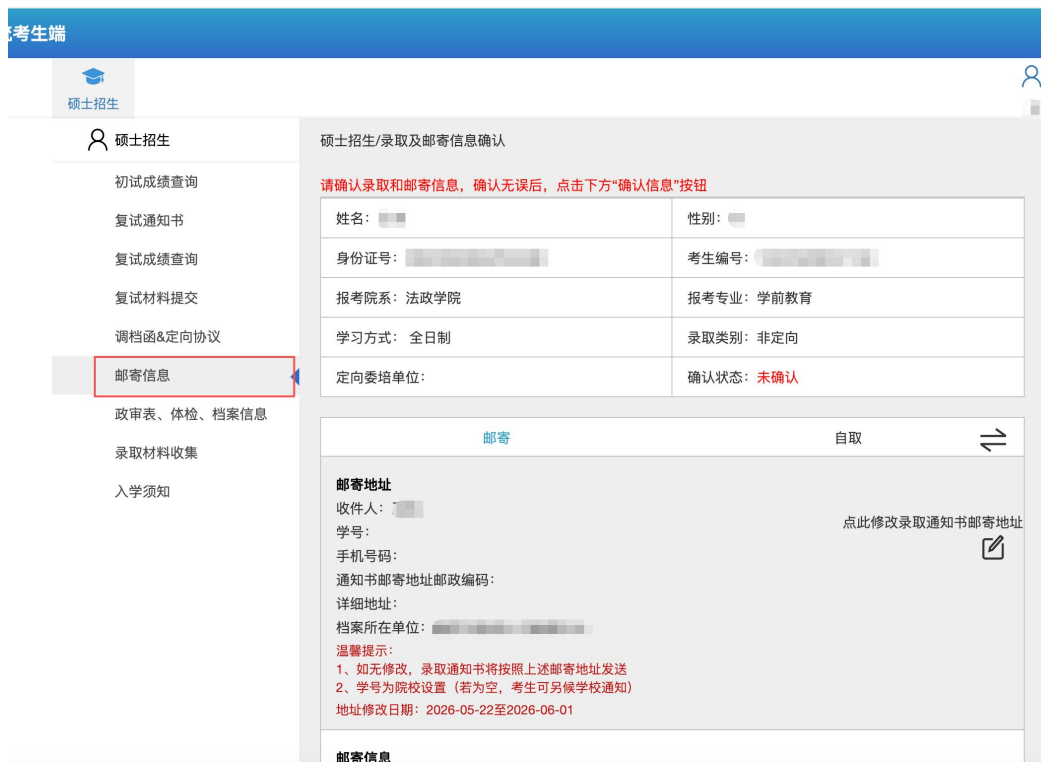 考生端
硕士招生
硕士招生
初试成绩查询
复试通知书
复试成绩查询
复试材料提交
调档函&定向协议
邮寄信息
政审表、体检、档案信息
录取材料收集
入学须知
硕士招生/录取及邮寄信息确认
请确认录取和邮寄信息，确认无误后，点击下方“确认信息”按钮
姓名： 性别：
身份证号： 考生编号：
报考院系：法政学院 报考专业：学前教育
学习方式： 全日制 录取类别：非定向
定向委培单位： 确认状态：未确认
邮寄 自取
邮寄地址
收件人：
学号：
点此修改录取通知书邮寄地址
手机号码：
通知书邮寄地址邮政编码：
详细地址：
档案所在单位：
温馨提示：
1、如无修改，录取通知书将按照上述邮寄地址发送
2、学号为院校设置（若为空，考生可另候学校通知）
地址修改日期：2026-05-22至2026-06-01
邮寄信息